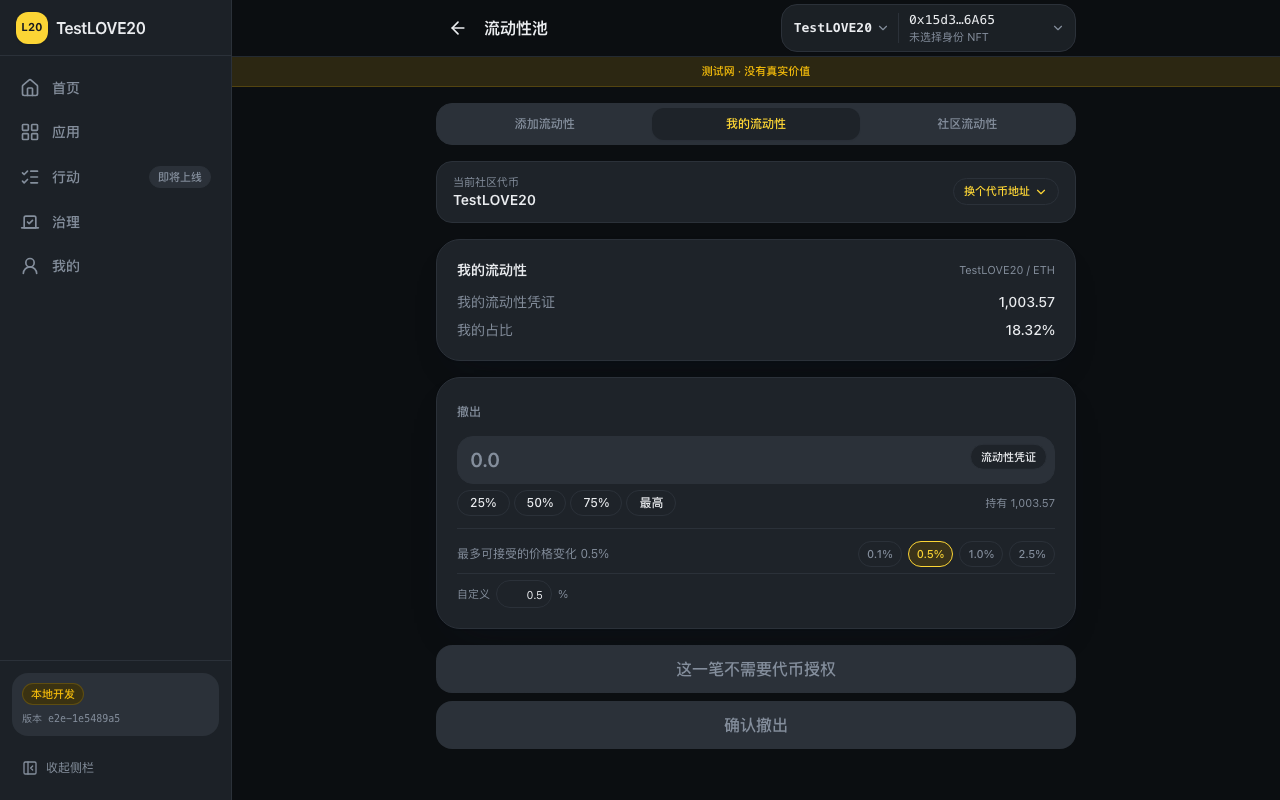 L20 TestLOVE20
首页
应用
行动 即将上线
治理
我的
本地开发
版本 e2e-1e5489a5
收起侧栏
流动性池
TestLOVE20
0x15d3…6A65
未选择身份 NFT
测试网 · 没有真实价值
添加流动性 我的流动性 社区流动性
当前社区代币
TestLOVE20
换个代币地址
我的流动性 TestLOVE20 / ETH
我的流动性凭证 1,003.57
我的占比 18.32%
撤出
0.0 流动性凭证
25% 50% 75% 最高 持有 1,003.57
最多可接受的价格变化 0.5% 0.1% 0.5% 1.0% 2.5%
自定义 0.5 %
这一笔不需要代币授权
确认撤出